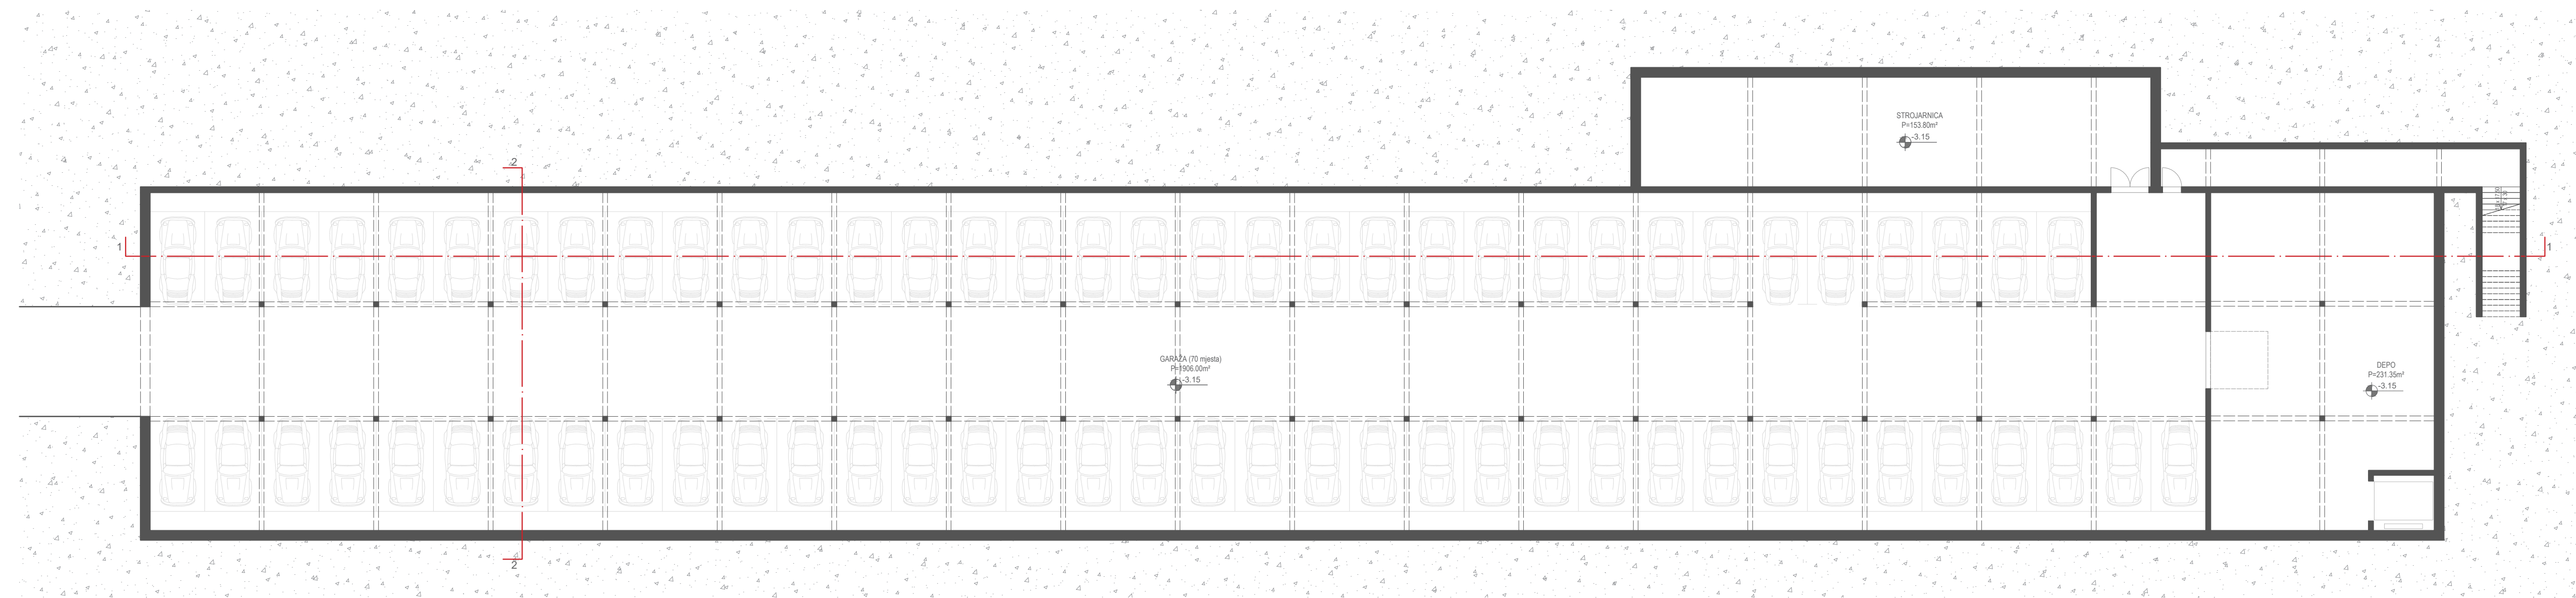 STROJARNICA
P=153.80m²
-3.15
2
1
1
GARAŽA (70 mjesta)
P=1906.00m²
-3.15
DEPO
P=231.35m²
-3.15
2